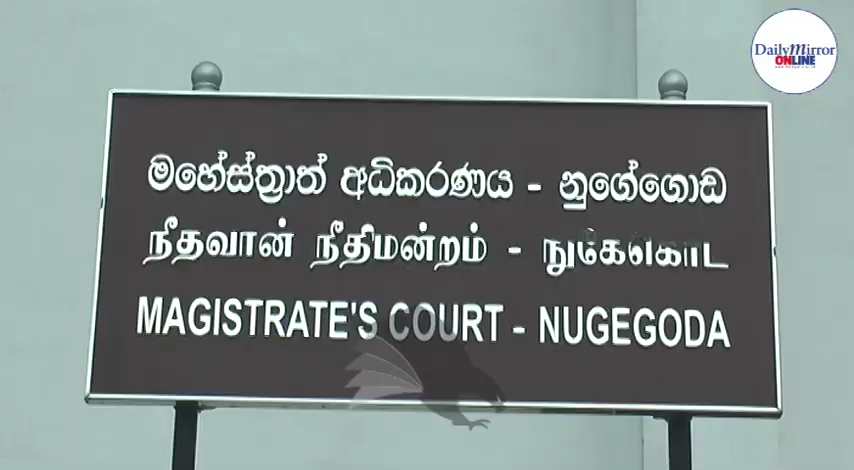 Daily Mirror
ONLINE
මහේස්ත්‍රාත් අධිකරණය - නුගේගොඩ
நீதவான் நீதிமன்றம் - நுகேகொட
MAGISTRATE'S COURT - NUGEGODA